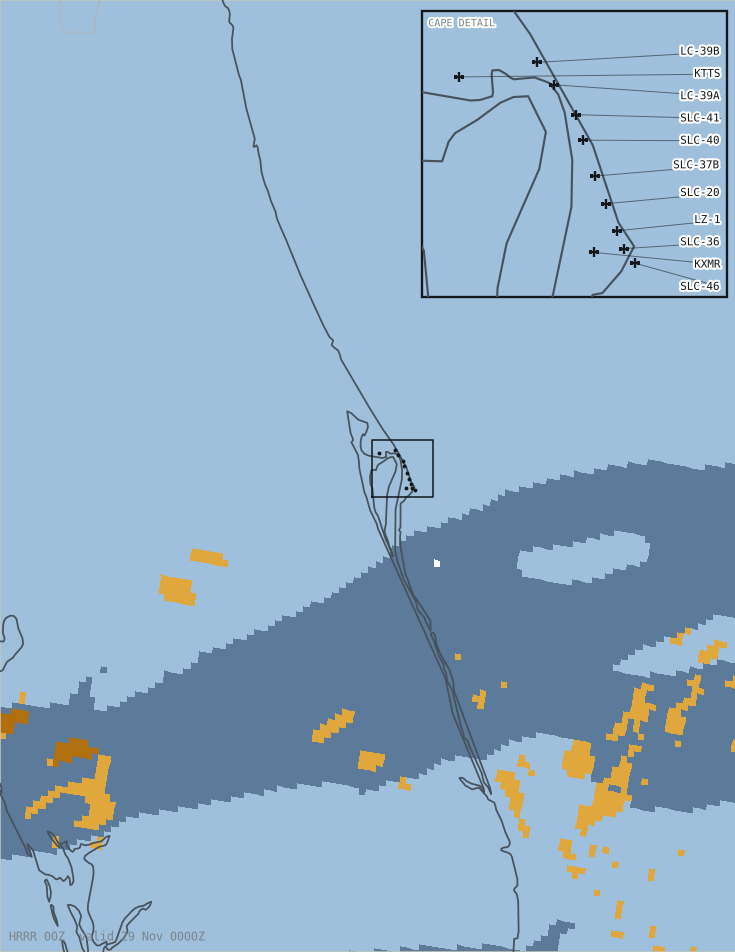 CAPE DETAIL
LC-39B
KTTS
LC-39A
SLC-41
SLC-40
SLC-37B
SLC-20
LZ-1
SLC-36
KXMR
SLC-46
HRRR 00Z  valid 29 Nov 0000Z